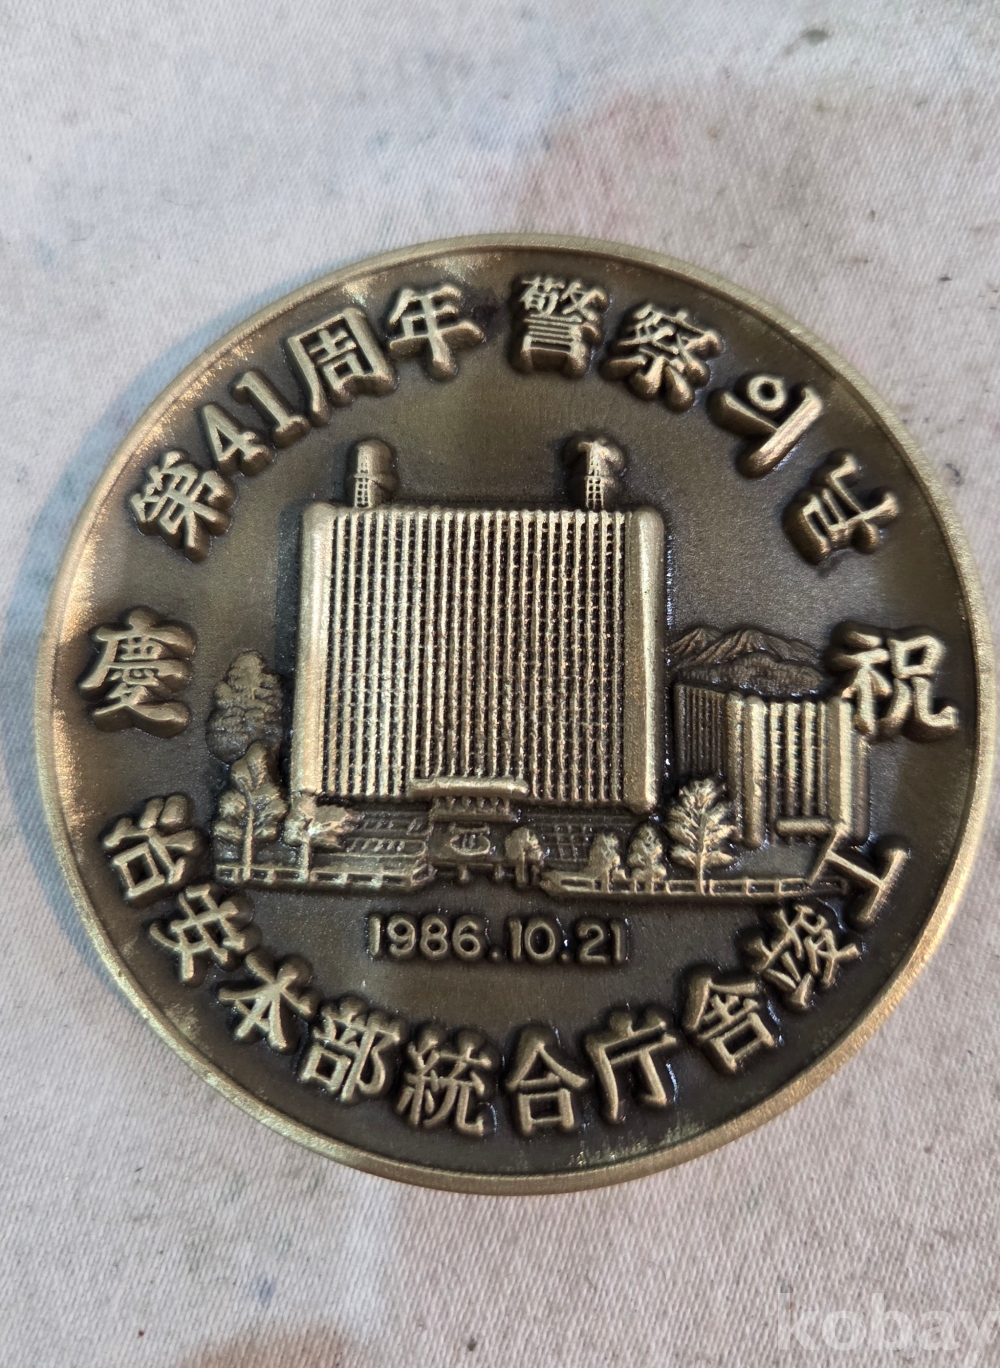 第41周年 警察의날
慶 祝
1986.10.21
治安本部統合庁舍竣工
kobay